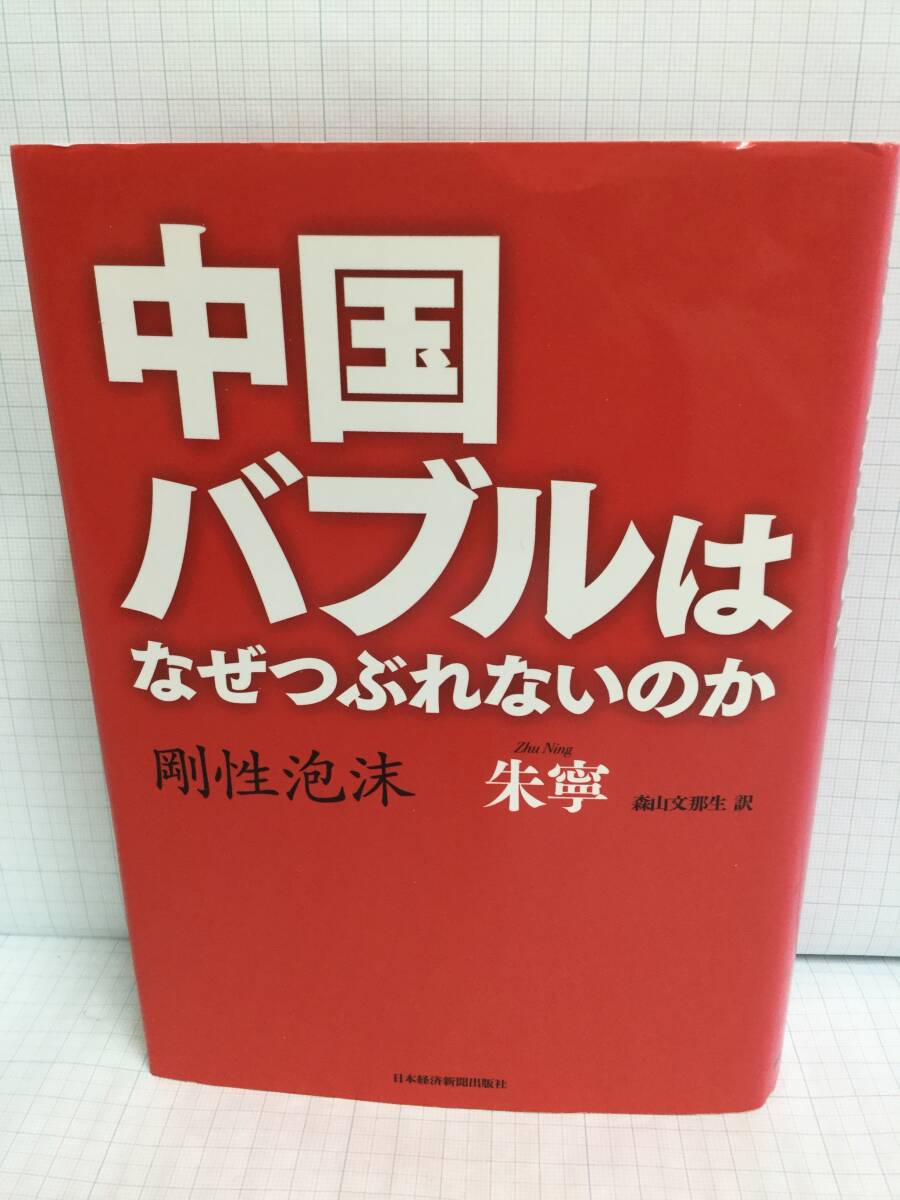 中国
バブルは
なぜつぶれないのか
剛性泡沫
Zhu Ning
朱寧
森山文那生 訳
日本経済新聞出版社